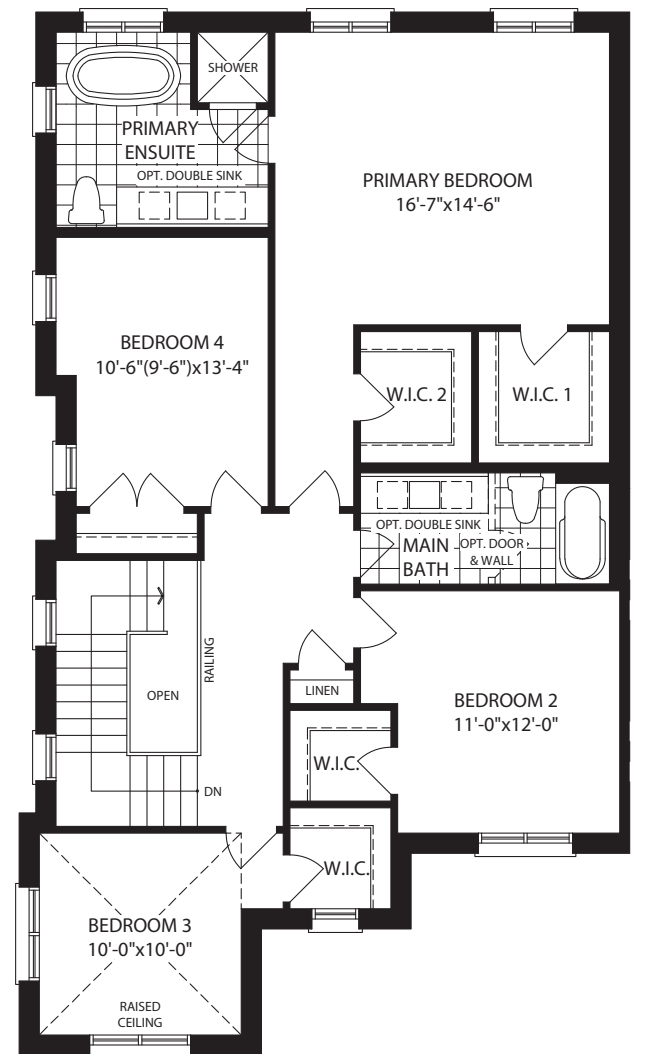 SHOWER
PRIMARY
ENSUITE
OPT. DOUBLE SINK
PRIMARY BEDROOM
16'-7"x14'-6"
BEDROOM 4
10'-6"(9'-6")x13'-4"
W.I.C. 2
W.I.C. 1
OPT. DOUBLE SINK
MAIN
BATH
OPT. DOOR
& WALL
RAILING
OPEN
LINEN
BEDROOM 2
11'-0"x12'-0"
W.I.C.
DN
W.I.C.
BEDROOM 3
10'-0"x10'-0"
RAISED
CEILING